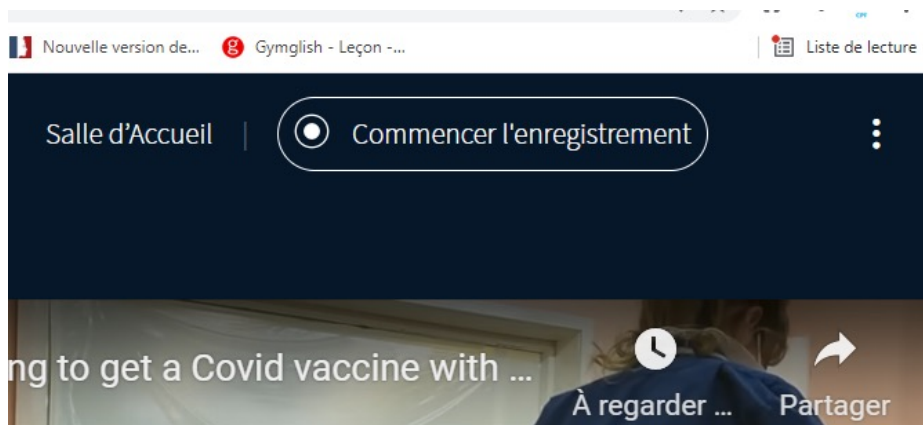 Nouvelle version de... g Gymglish - Leçon -... Liste de lecture
Salle d'Accueil | Commencer l'enregistrement
ng to get a Covid vaccine with ...
À regarder ... Partager